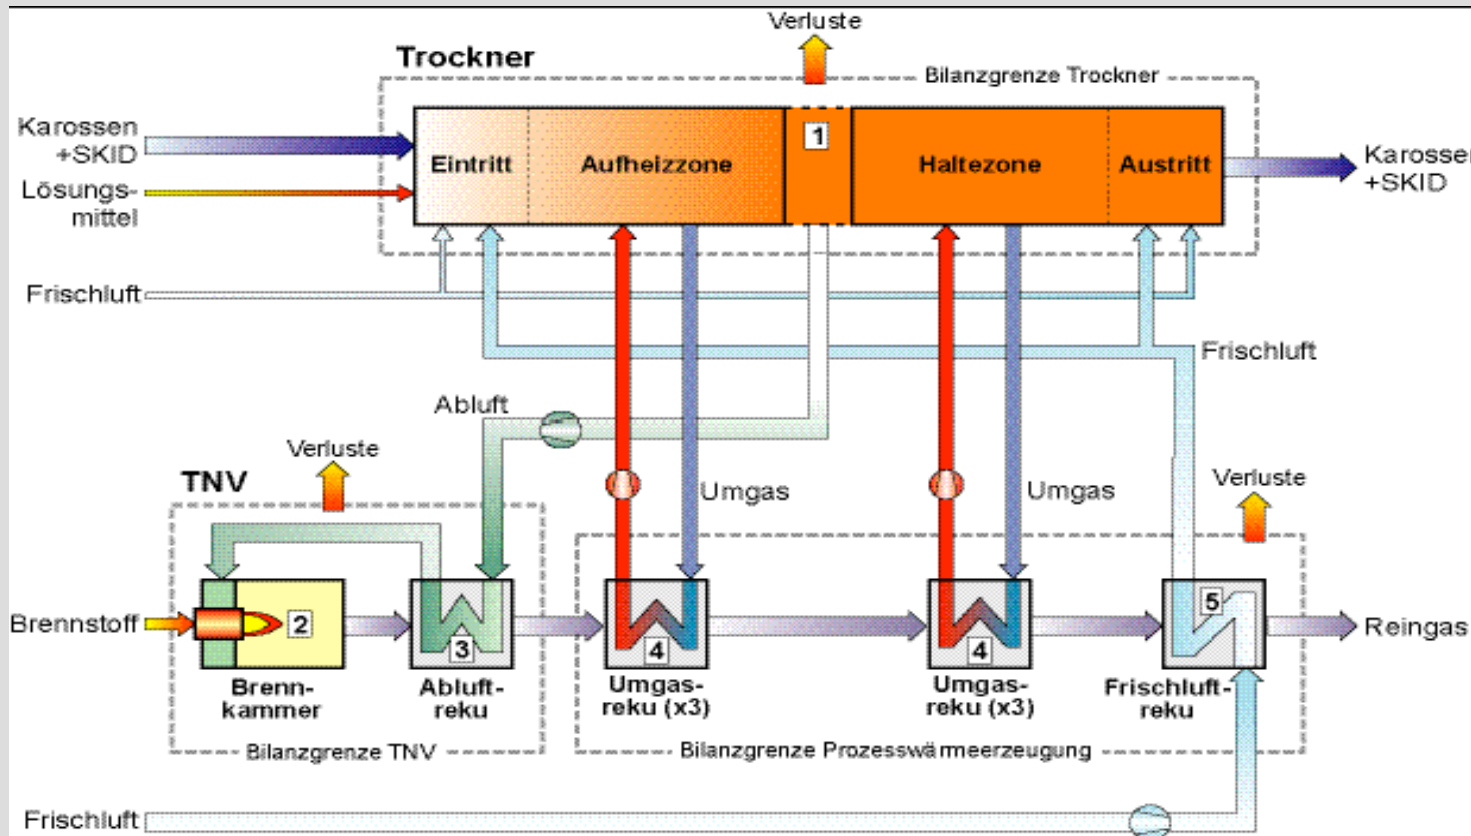 Verluste
Trockner
Bilanzgrenze Trockner
Karossen
+SKID
Lösungs-
mittel
Eintritt
Aufheizzone
1
Haltezone
Austritt
Karossen
+SKID
Frischluft
Frischluft
Abluft
Verluste
TNV
Umgas
Umgas
Verluste
Brennstoff
2
3
4
4
5
Reingas
Brenn-
kammer
Abluft-
reku
Umgas-
reku (x3)
Umgas-
reku (x3)
Frischluft-
reku
Bilanzgrenze TNV
Bilanzgrenze Prozesswärmeerzeugung
Frischluft